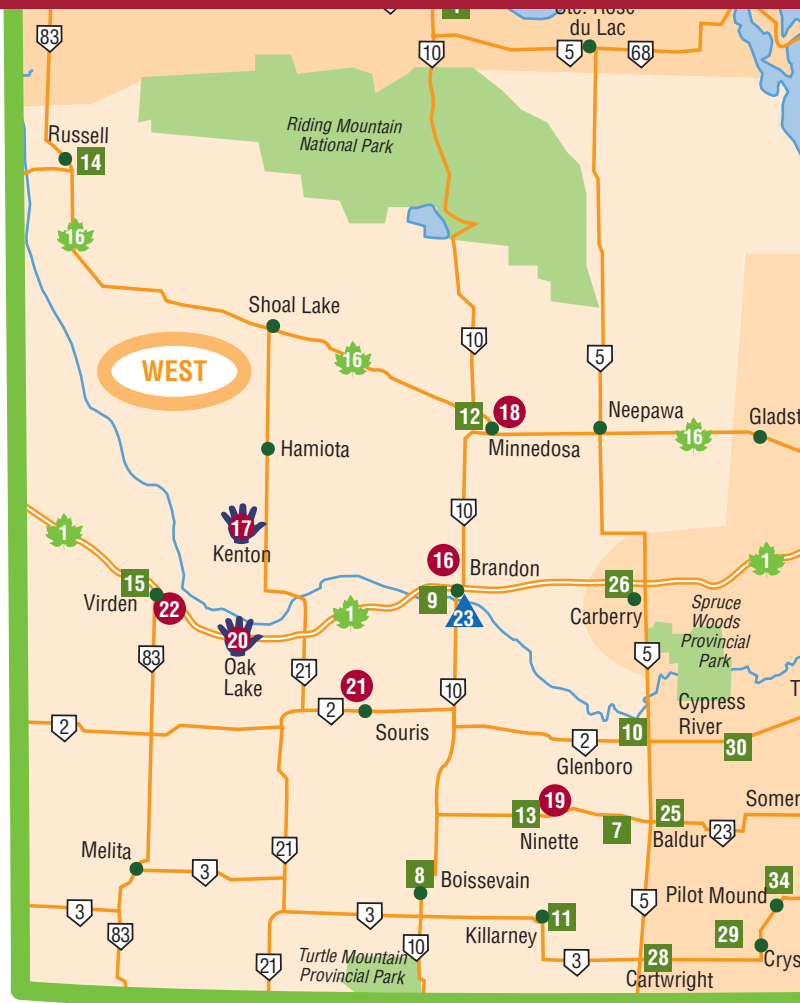 Ste. Rose
du Lac
83
10
5
68
Russell
14
Riding Mountain
National Park
16
Shoal Lake
WEST
16
10
5
12
18
Neepawa
Gladst
Minnedosa
16
Hamiota
10
17
Kenton
1
16
Brandon
1
15
Virden
22
9
23
26
Carberry
Spruce
Woods
Provincial
Park
20
1
Oak
Lake
83
21
21
5
10
2
2
Souris
Cypress
River
10
2
Glenboro
30
T
13
19
Ninette
7
25
Baldur
23
Somer
Melita
21
3
8
Boissevain
34
Pilot Mound
3
83
3
11
Killarney
5
29
10
21
Turtle Mountain
Provincial Park
3
28
Cartwright
Crys